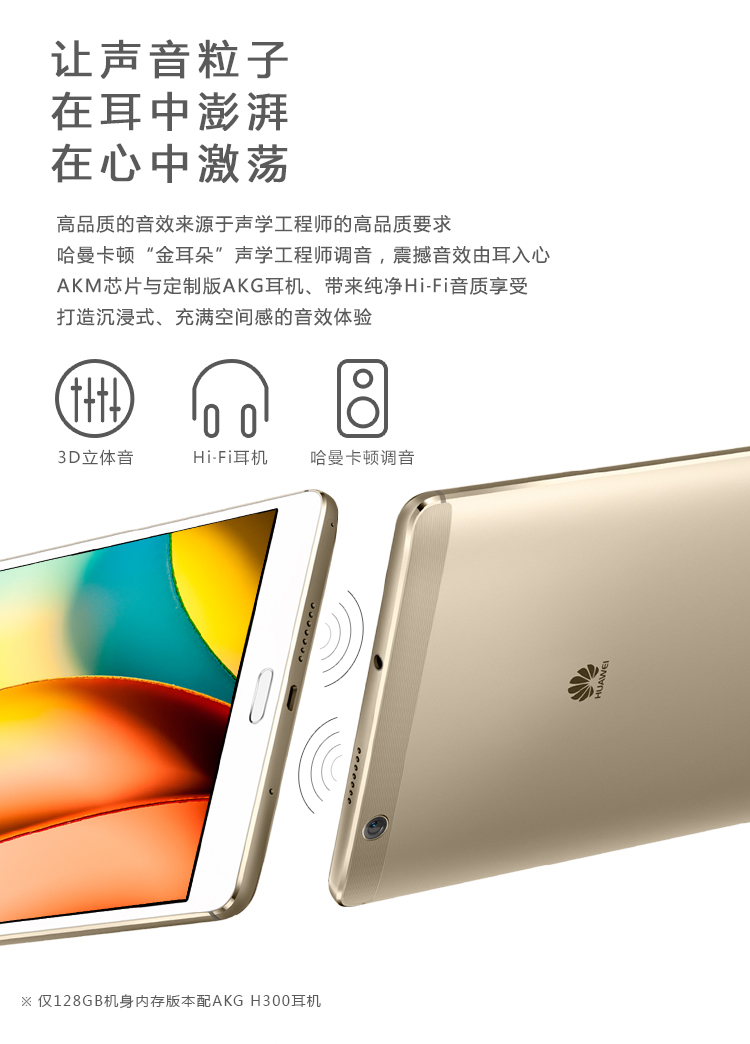 让声音粒子
在耳中澎湃
在心中激荡
高品质的音效来源于声学工程师的高品质要求
哈曼卡顿“金耳朵”声学工程师调音，震撼音效由耳入心
AKM芯片与定制版AKG耳机、带来纯净Hi-Fi音质享受
打造沉浸式、充满空间感的音效体验
3D立体音
Hi-Fi耳机
哈曼卡顿调音
HUAWEI
※ 仅128GB机身内存版本配AKG H300耳机